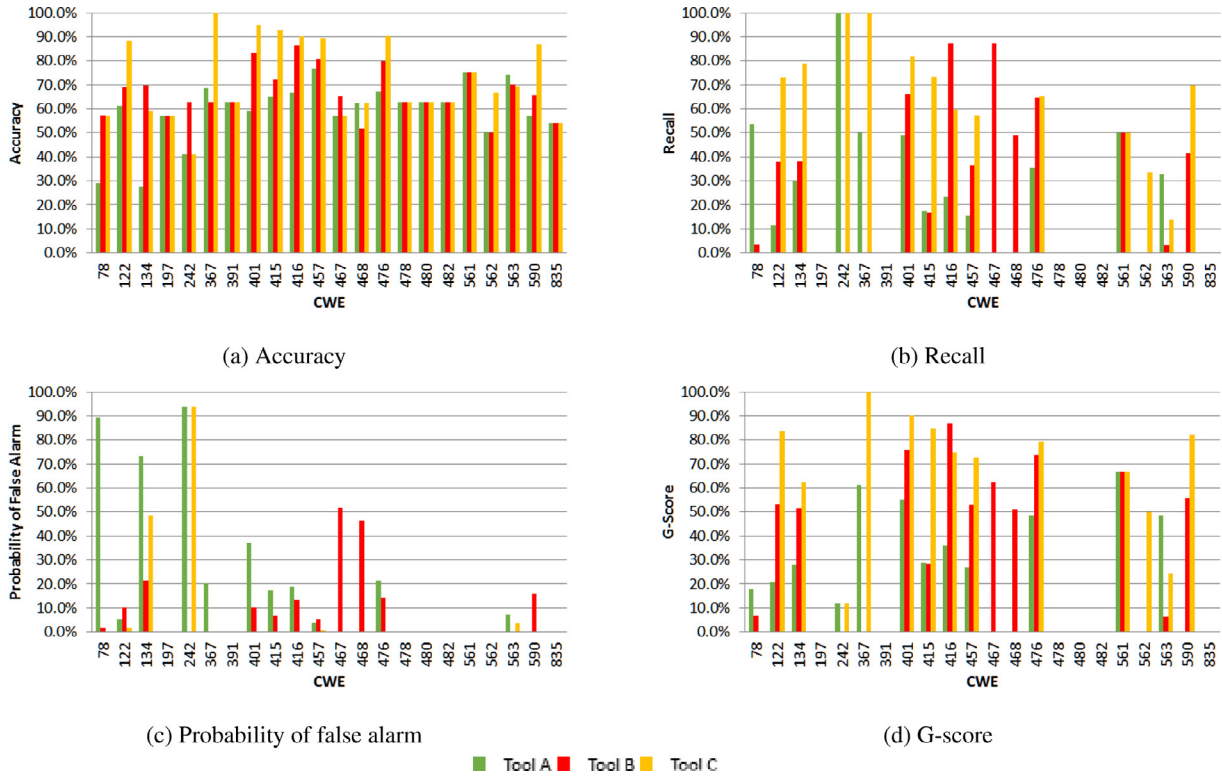 100.0%
90.0%
80.0%
70.0%
60.0%
50.0%
40.0%
30.0%
20.0%
10.0%
0.0%
Accuracy
78 122 134 197 242 367 391 401 415 416 457 467 468 476 478 480 482 561 562 563 590 835
CWE
(a) Accuracy
100.0%
90.0%
80.0%
70.0%
60.0%
50.0%
40.0%
30.0%
20.0%
10.0%
0.0%
Recall
78 122 134 197 242 367 391 401 415 416 457 467 468 476 478 480 482 561 562 563 590 835
CWE
(b) Recall
100.0%
90.0%
80.0%
70.0%
60.0%
50.0%
40.0%
30.0%
20.0%
10.0%
0.0%
Probability of False Alarm
78 122 134 197 242 367 391 401 415 416 457 467 468 476 478 480 482 561 562 563 590 835
CWE
(c) Probability of false alarm
100.0%
90.0%
80.0%
70.0%
60.0%
50.0%
40.0%
30.0%
20.0%
10.0%
0.0%
G-Score
78 122 134 197 242 367 391 401 415 416 457 467 468 476 478 480 482 561 562 563 590 835
CWE
(d) G-score
Tool A Tool B Tool C